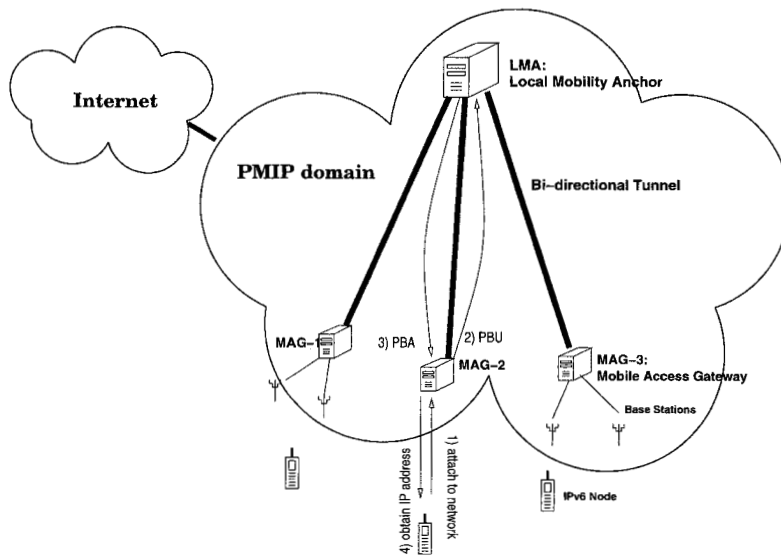 LMA:
Local Mobility Anchor
Internet
PMIP domain
Bi-directional Tunnel
MAG-1
3) PBA
2) PBU
MAG-2
MAG-3:
Mobile Access Gateway
Base Stations
4) obtain IP address
1) attach to network
IPv6 Node